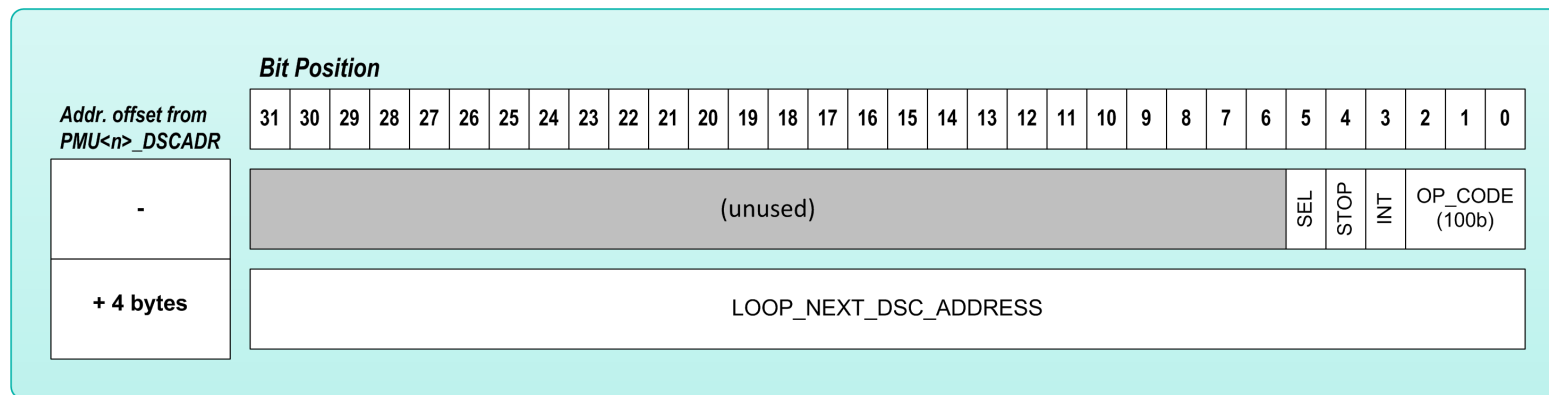 Bit Position
Addr. offset from
PMU<n>_DSCADR
31 30 29 28 27 26 25 24 23 22 21 20 19 18 17 16 15 14 13 12 11 10 9 8 7 6 5 4 3 2 1 0
-
(unused)
SEL
STOP
INT
OP_CODE
(100b)
+ 4 bytes
LOOP_NEXT_DSC_ADDRESS